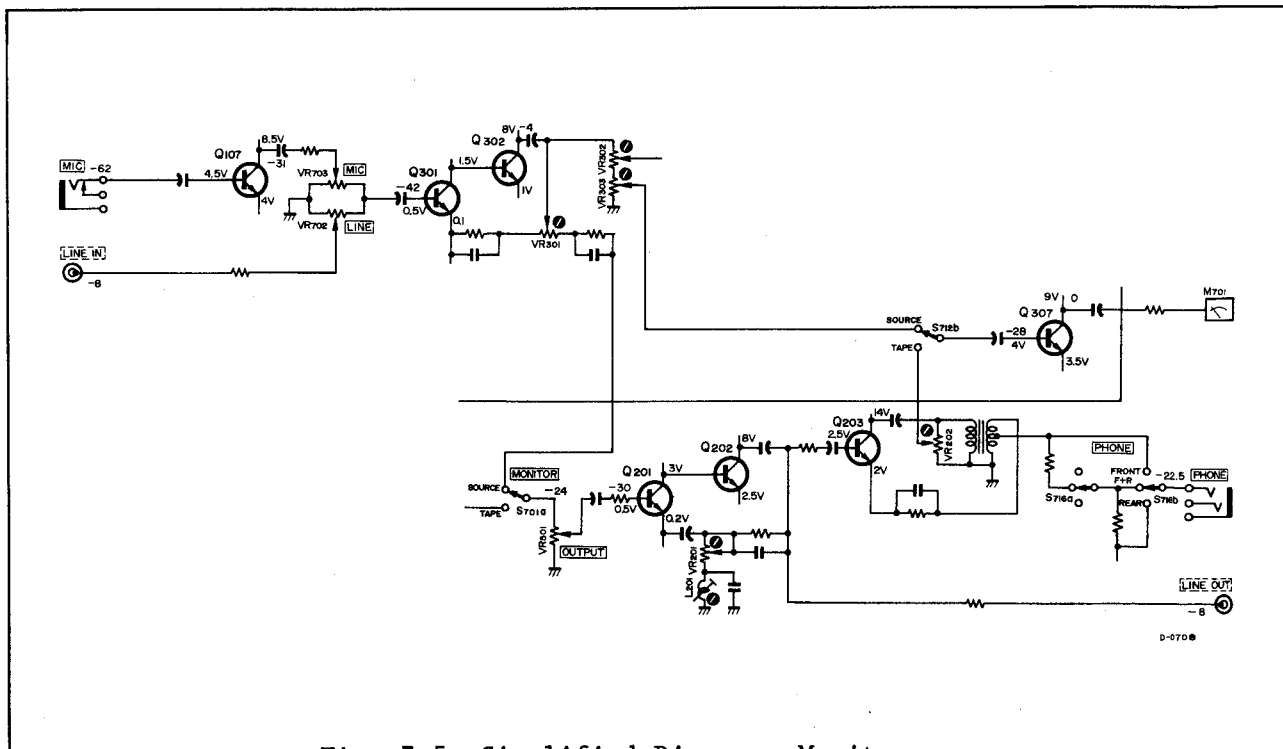 MIC -62
Q107
8.5V
-31
4.5V
4V
VR703
MIC
VR702
LINE
LINE IN
-8
Q301
-42
0.5V
1.5V
0.1
Q302
8V -4
1V
VR301
VR302
VR303
SOURCE
S712b
TAPE
-28
4V
9V 0
Q307
3.5V
M701
MONITOR
SOURCE
-24
TAPE
S701a
OUTPUT
-30
0.5V
Q201
3V
0.2V
Q202
8V
2.5V
VR201
L201
2.5V
Q203
14V
2V
VR202
PHONE
FRONT
F+R
REAR
S716a
S716b
-22.5
PHONE
LINE OUT
-8